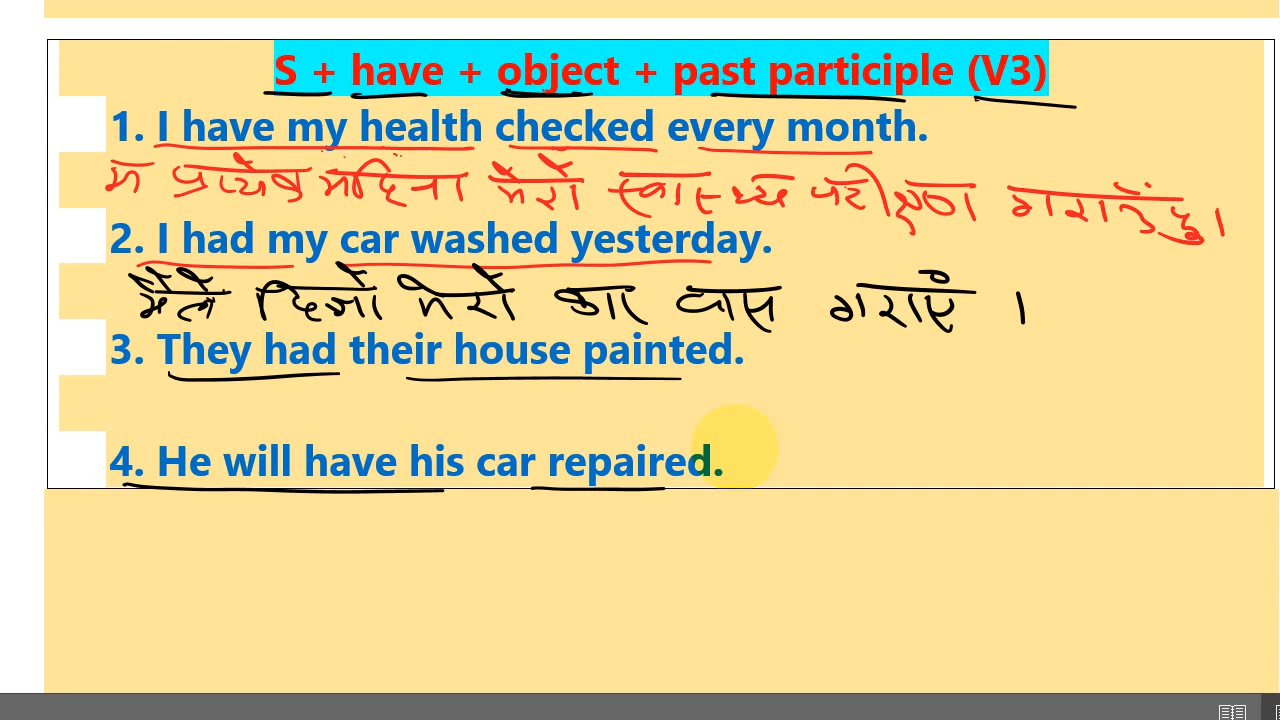 S + have + object + past participle (V3)
1. I have my health checked every month.
म प्रत्येक महिना मेरो स्वास्थ्य परीक्षण गराउँछु ।
2. I had my car washed yesterday.
मैले हिजो मेरो कार वास गराएँ ।
3. They had their house painted.
4. He will have his car repaired.